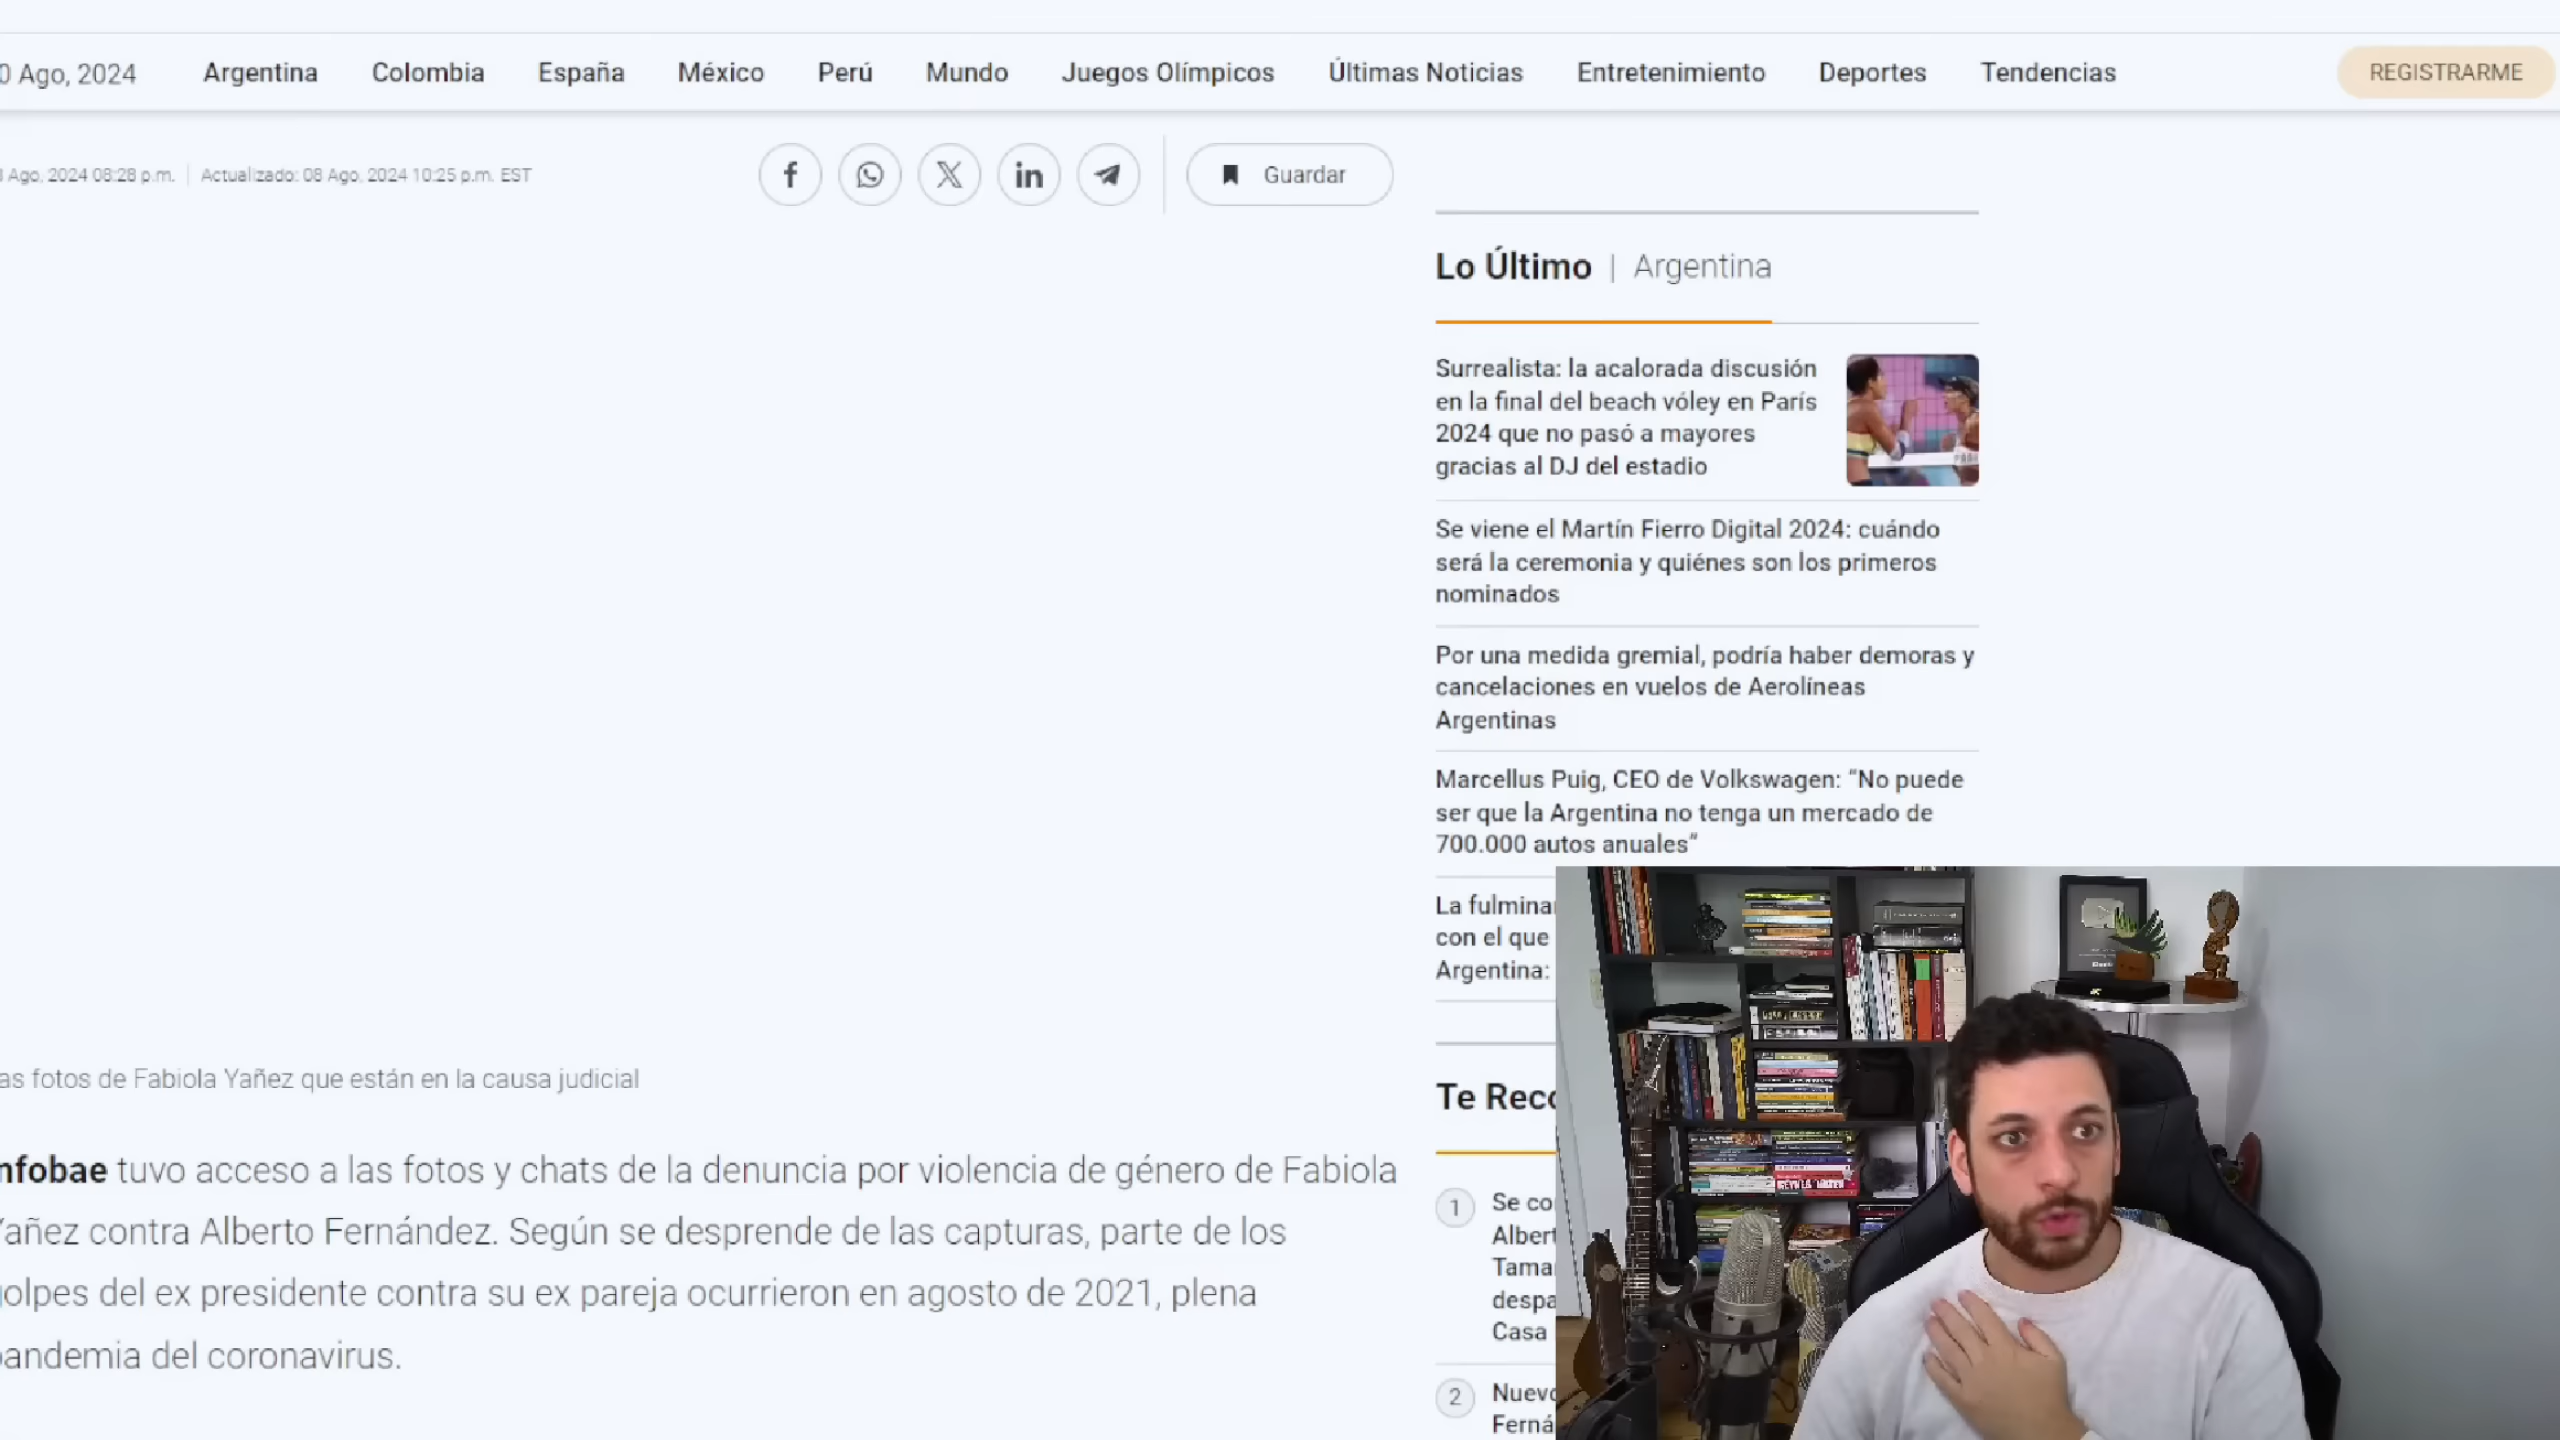 0 Ago, 2024
Argentina
Colombia
España
México
Perú
Mundo
Juegos Olímpicos
Últimas Noticias
Entretenimiento
Deportes
Tendencias
REGISTRARME
Ago, 2024 08:28 p.m.
Actualizado: 08 Ago, 2024 10:25 p.m. EST
Guardar
Lo Último | Argentina
Surrealista: la acalorada discusión
en la final del beach vóley en París
2024 que no pasó a mayores
gracias al DJ del estadio
Se viene el Martín Fierro Digital 2024: cuándo
será la ceremonia y quiénes son los primeros
nominados
Por una medida gremial, podría haber demoras y
cancelaciones en vuelos de Aerolíneas
Argentinas
Marcellus Puig, CEO de Volkswagen: “No puede
ser que la Argentina no tenga un mercado de
700.000 autos anuales”
La fulmina
con el que
Argentina:
as fotos de Fabiola Yañez que están en la causa judicial
nfobae tuvo acceso a las fotos y chats de la denuncia por violencia de género de Fabiola
Yañez contra Alberto Fernández. Según se desprende de las capturas, parte de los
golpes del ex presidente contra su ex pareja ocurrieron en agosto de 2021, plena
pandemia del coronavirus.
Te Reco
1
Se co
Albert
Tama
despa
Casa
2
Nuevo
Ferná